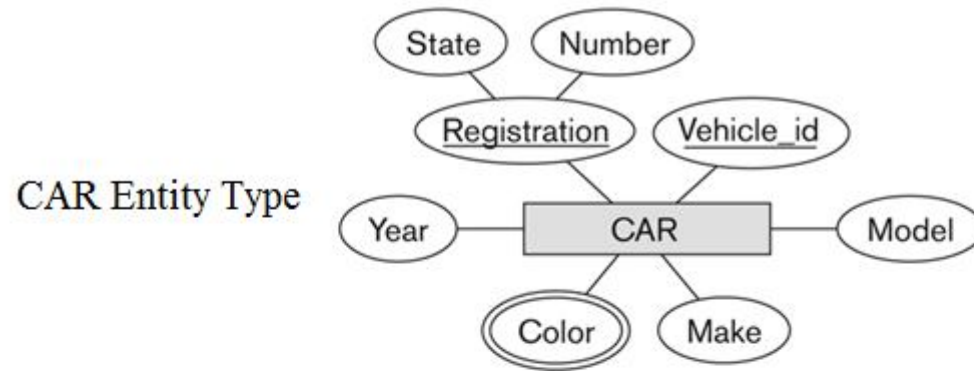 State
Number
Registration
Vehicle_id
CAR Entity Type
Year
CAR
Model
Color
Make